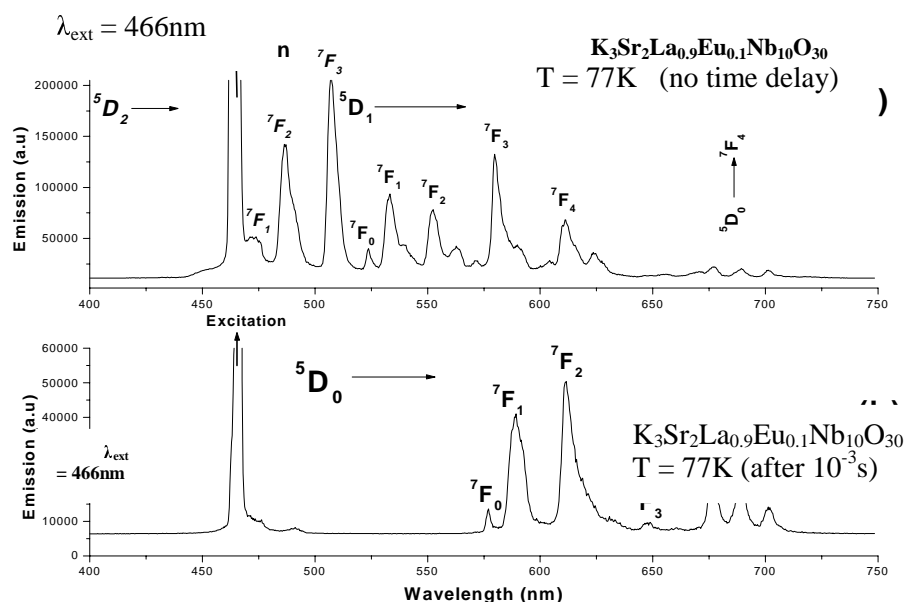 λext = 466nm
n
K3Sr2La0.9Eu0.1Nb10O30
T = 77K (no time delay)
)
⁵D₂
⁷F₁
⁷F₂
⁷F₃
⁵D₁
⁷F₀
⁷F₁
⁷F₂
⁷F₃
⁷F₄
⁵D₀ ⁷F₄
Emission (a.u)
200000
150000
100000
50000
400 450 500 550 600 650 700 750
Excitation
⁵D₀
⁷F₀
⁷F₁
⁷F₂
F₃
K3Sr2La0.9Eu0.1Nb10O30
T = 77K (after 10⁻³s)
λext
= 466nm
Emission (a.u)
60000
50000
40000
10000
0
400 450 500 550 600 650 700 750
Wavelength (nm)